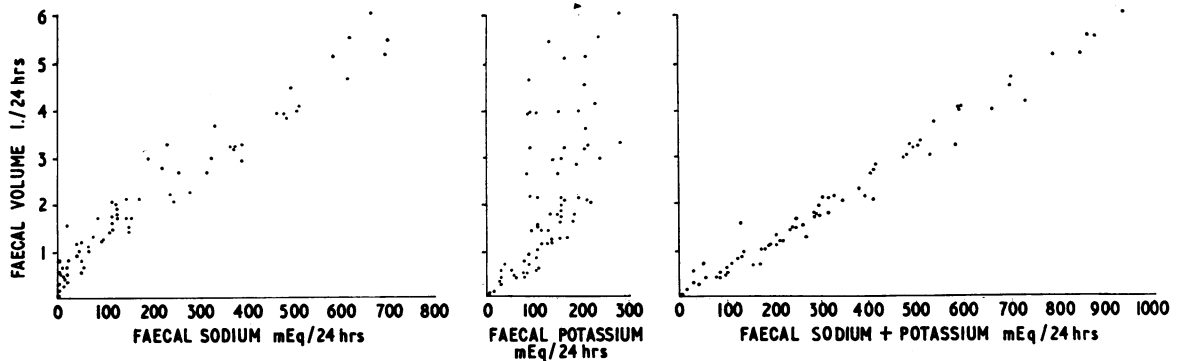 FAECAL VOLUME l./24 hrs
6
5
4
3
2
1
0 100 200 300 400 500 600 700 800
FAECAL SODIUM mEq/24 hrs
0 100 200 300
FAECAL POTASSIUM
mEq/24 hrs
0 100 200 300 400 500 600 700 800 900 1000
FAECAL SODIUM + POTASSIUM mEq/24 hrs